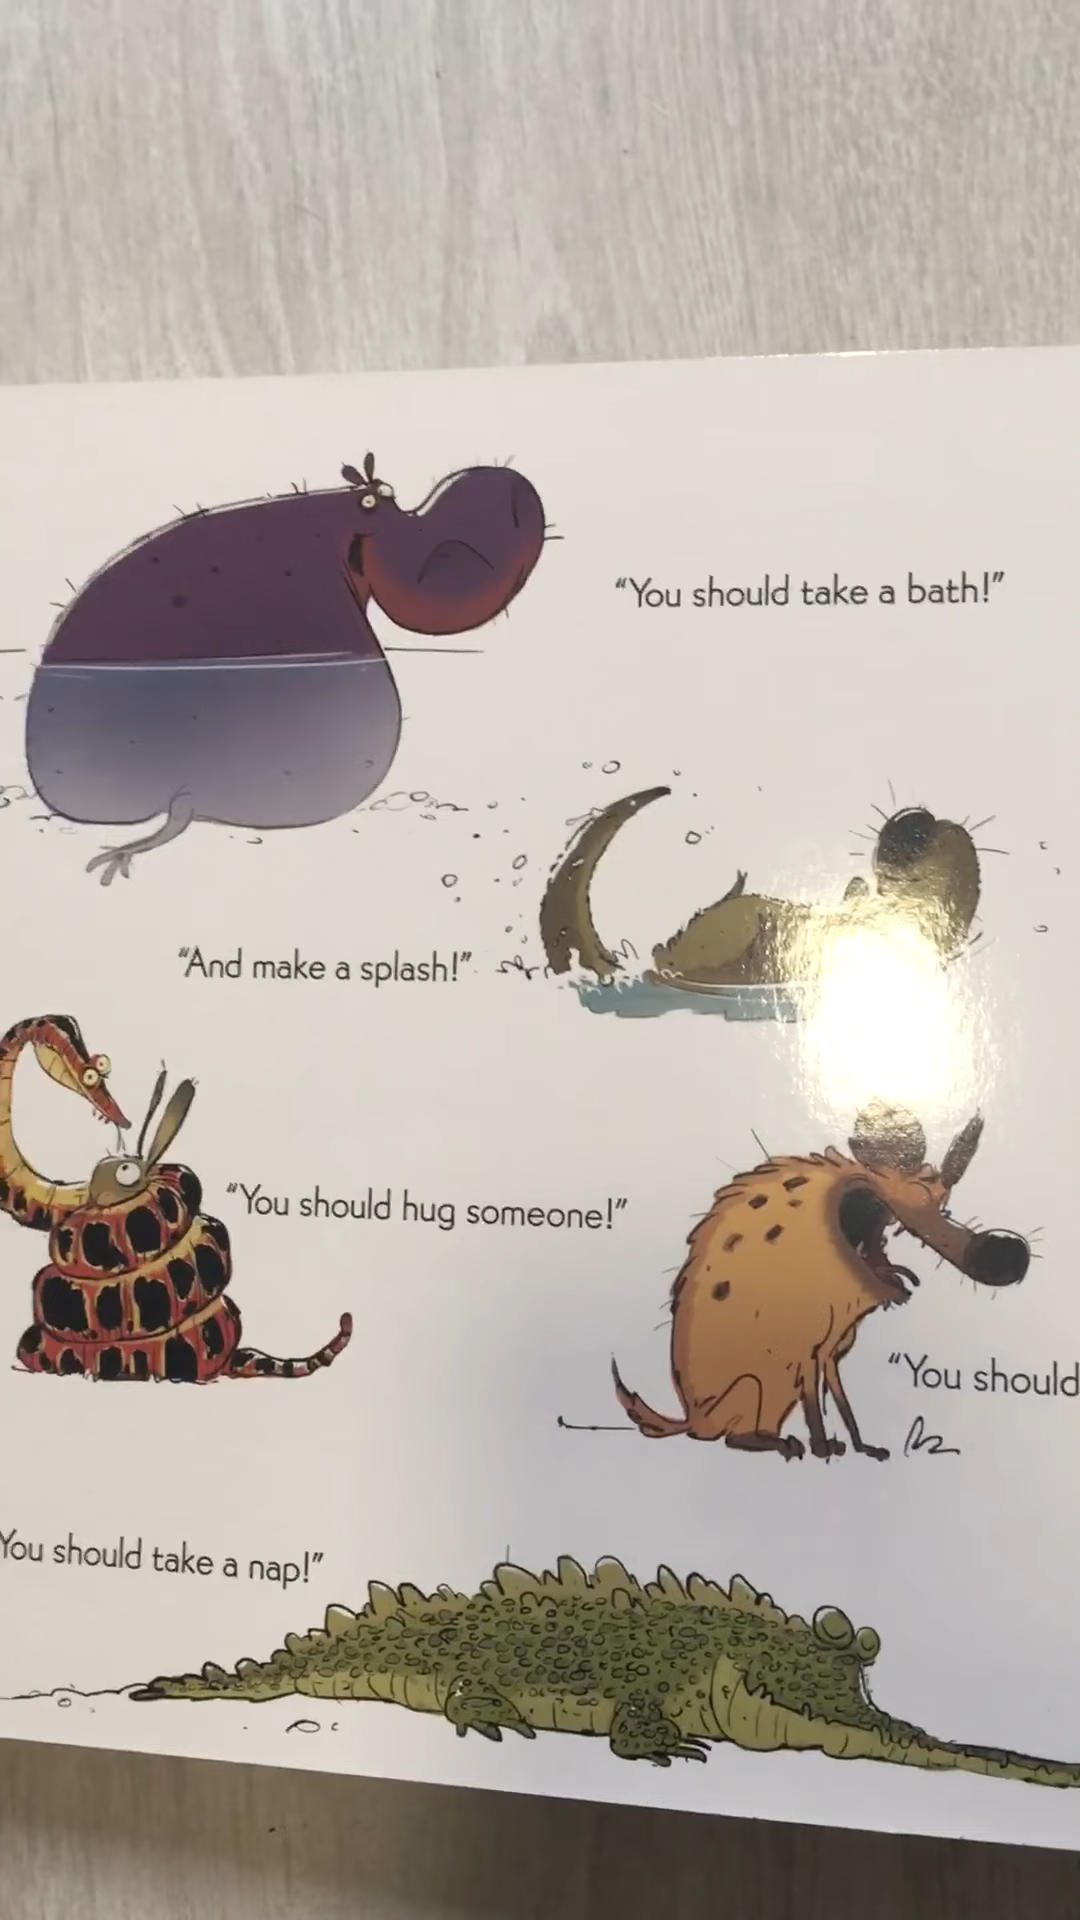 “You should take a bath!”
“And make a splash!”
“You should hug someone!”
“You should
You should take a nap!”